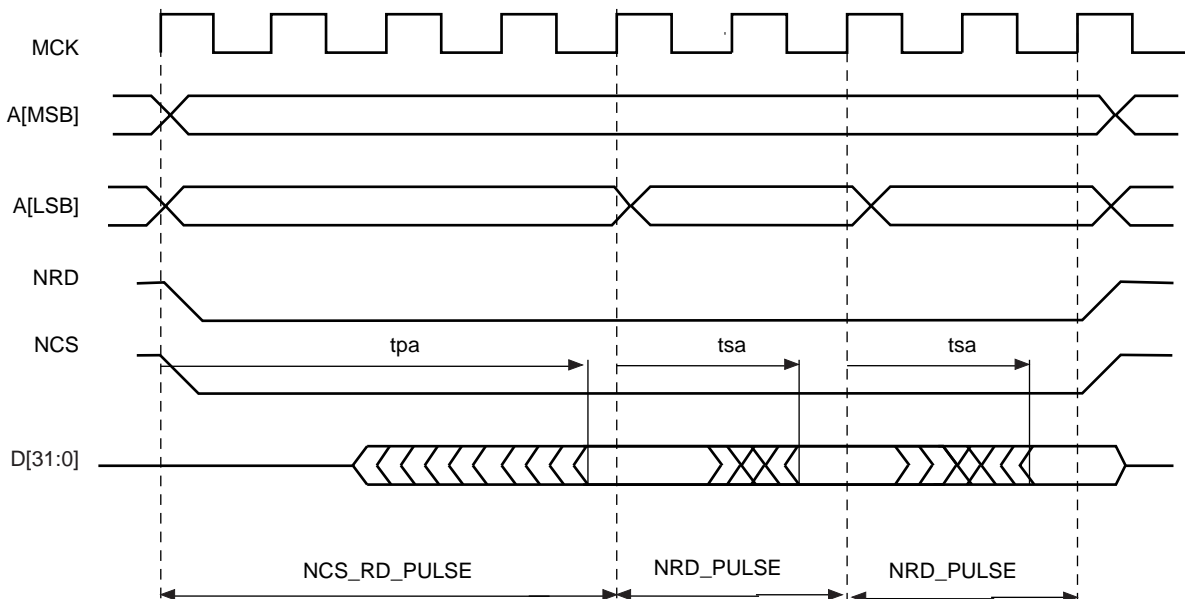 MCK
A[MSB]
A[LSB]
NRD
NCS
tpa
tsa
tsa
D[31:0]
NCS_RD_PULSE
NRD_PULSE
NRD_PULSE